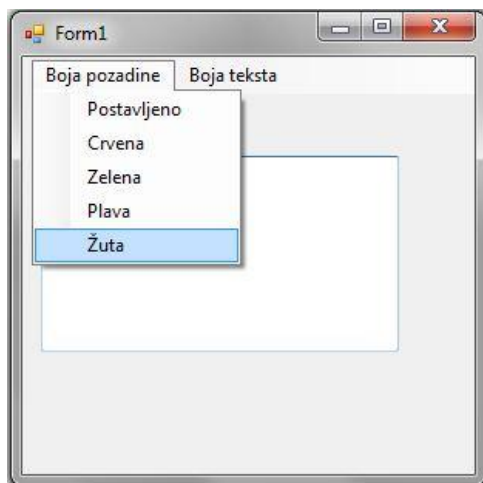 Form1
Boja pozadine Boja teksta
Postavljeno
Crvena
Zelena
Plava
Žuta